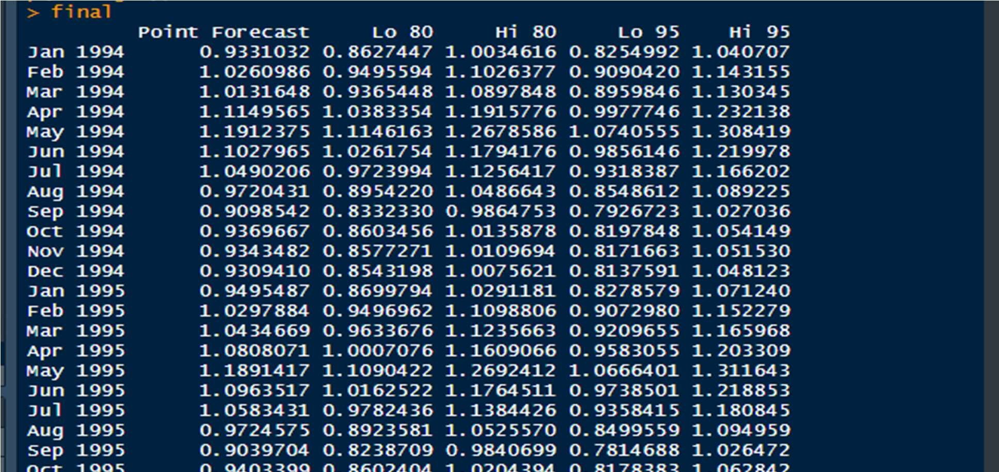 > final
Point Forecast Lo 80 Hi 80 Lo 95 Hi 95
Jan 1994 0.9331032 0.8627447 1.0034616 0.8254992 1.040707
Feb 1994 1.0260986 0.9495594 1.1026377 0.9090420 1.143155
Mar 1994 1.0131648 0.9365448 1.0897848 0.8959846 1.130345
Apr 1994 1.1149565 1.0383354 1.1915776 0.9977746 1.232138
May 1994 1.1912375 1.1146163 1.2678586 1.0740555 1.308419
Jun 1994 1.1027965 1.0261754 1.1794176 0.9856146 1.219978
Jul 1994 1.0490206 0.9723994 1.1256417 0.9318387 1.166202
Aug 1994 0.9720431 0.8954220 1.0486643 0.8548612 1.089225
Sep 1994 0.9098542 0.8332330 0.9864753 0.7926723 1.027036
Oct 1994 0.9369667 0.8603456 1.0135878 0.8197848 1.054149
Nov 1994 0.9343482 0.8577271 1.0109694 0.8171663 1.051530
Dec 1994 0.9309410 0.8543198 1.0075621 0.8137591 1.048123
Jan 1995 0.9495487 0.8699794 1.0291181 0.8278579 1.071240
Feb 1995 1.0297884 0.9496962 1.1098806 0.9072980 1.152279
Mar 1995 1.0434669 0.9633676 1.1235663 0.9209655 1.165968
Apr 1995 1.0808071 1.0007076 1.1609066 0.9583055 1.203309
May 1995 1.1891417 1.1090422 1.2692412 1.0666401 1.311643
Jun 1995 1.0963517 1.0162522 1.1764511 0.9738501 1.218853
Jul 1995 1.0583431 0.9782436 1.1384426 0.9358415 1.180845
Aug 1995 0.9724575 0.8923581 1.0525570 0.8499559 1.094959
Sep 1995 0.9039704 0.8238709 0.9840699 0.7814688 1.026472
Oct 1995 0.9403399 0.8602404 1.0204394 0.8178383 1.062842